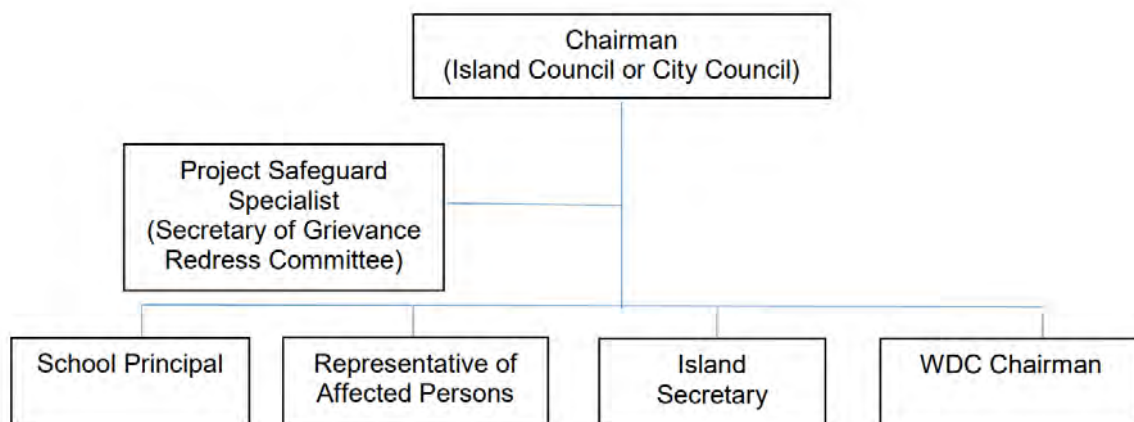 Chairman
(Island Council or City Council)
Project Safeguard
Specialist
(Secretary of Grievance
Redress Committee)
School Principal
Representative of
Affected Persons
Island
Secretary
WDC Chairman